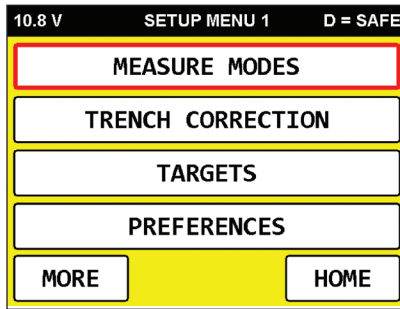 10.8 V SETUP MENU 1 D = SAFE
MEASURE MODES
TRENCH CORRECTION
TARGETS
PREFERENCES
MORE HOME